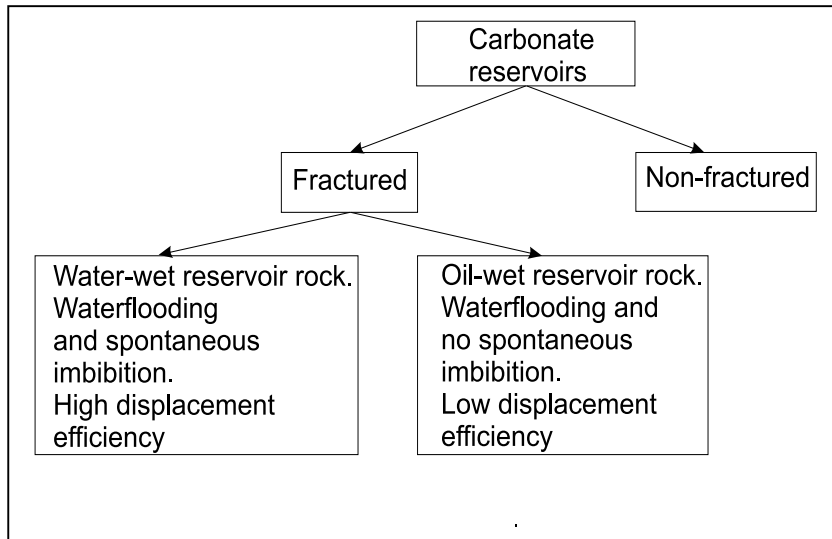 Carbonate
reservoirs
Fractured
Non-fractured
Water-wet reservoir rock.
Waterflooding
and spontaneous
imbibition.
High displacement
efficiency
Oil-wet reservoir rock.
Waterflooding and
no spontaneous
imbibition.
Low displacement
efficiency